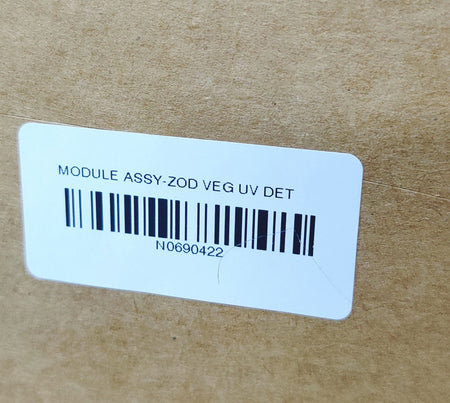 MODULE ASSY-ZOD VEG UV DET
N0690422